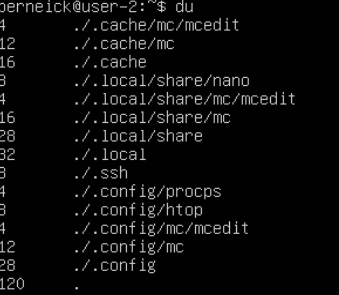 berneick@user-2:~$ du
4 ./.cache/mc/mcedit
12 ./.cache/mc
16 ./.cache
8 ./.local/share/nano
4 ./.local/share/mc/mcedit
16 ./.local/share/mc
28 ./.local/share
32 ./.local
8 ./.ssh
4 ./.config/procps
8 ./.config/htop
4 ./.config/mc/mcedit
12 ./.config/mc
28 ./.config
120 .